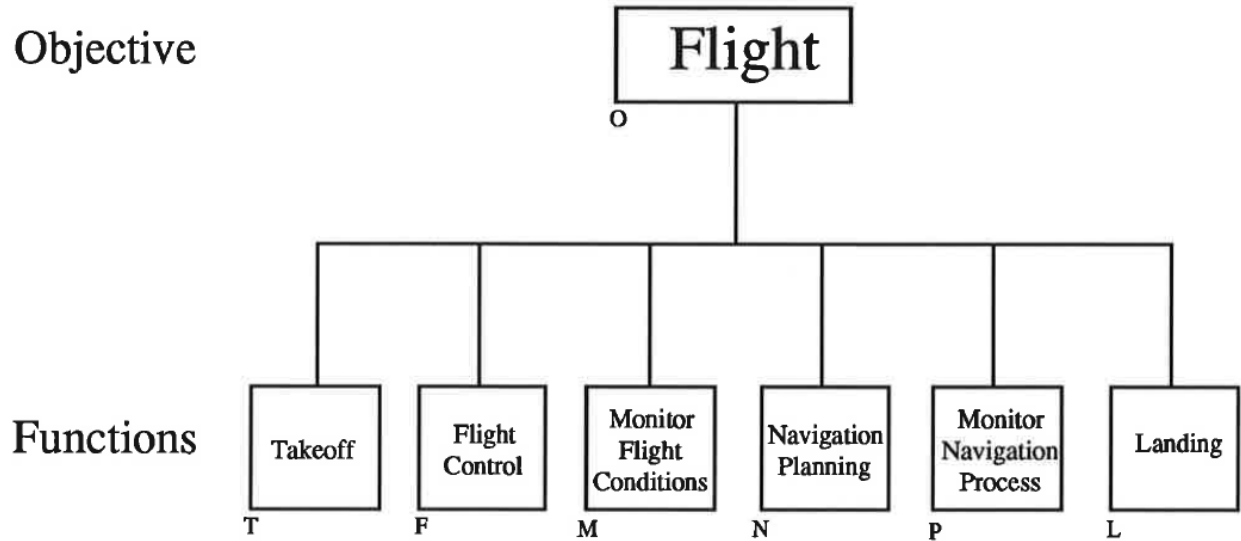 Objective
Flight
O
Functions
Takeoff
Flight
Control
Monitor
Flight
Conditions
Navigation
Planning
Monitor
Navigation
Process
Landing
T
F
M
N
P
L